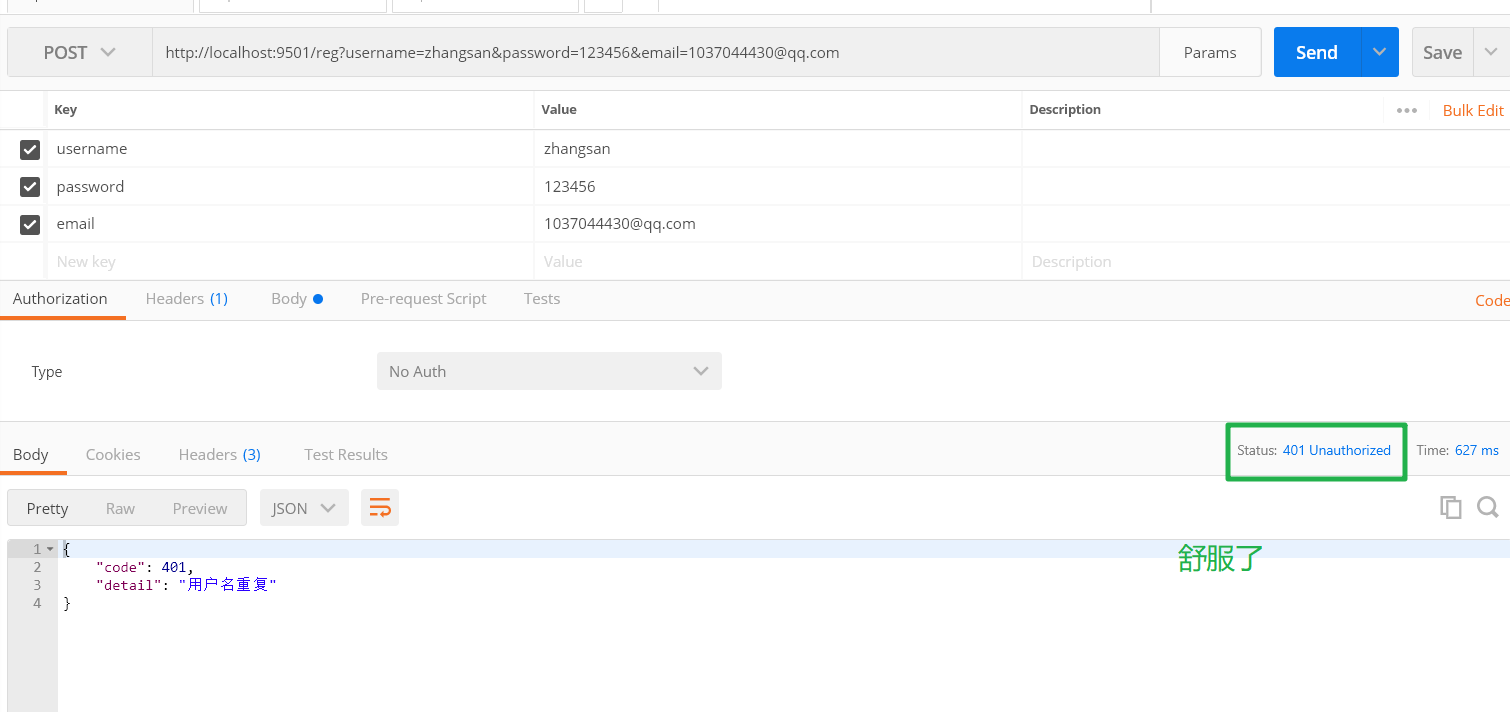 POST
http://localhost:9501/reg?username=zhangsan&password=123456&email=1037044430@qq.com
Params
Send
Save
Key Value Description
Bulk Edit
username zhangsan
password 123456
email 1037044430@qq.com
New key Value Description
Authorization Headers (1) Body Pre-request Script Tests
Code
Type No Auth
Body Cookies Headers (3) Test Results
Status: 401 Unauthorized Time: 627 ms
Pretty Raw Preview JSON
1 {
2 "code": 401,
3 "detail": "用户名重复"
4 }
舒服了